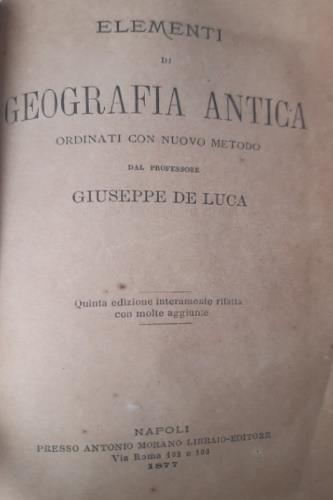 ELEMENTI
DI
GEOGRAFIA ANTICA
ORDINATI CON NUOVO METODO
DAL PROFESSORE
GIUSEPPE DE LUCA
Quinta edizione interamente rifatta
con molte aggiunte
NAPOLI
PRESSO ANTONIO MORANO LIBRAIO-EDITORE
Via Roma 102 e 103
1877